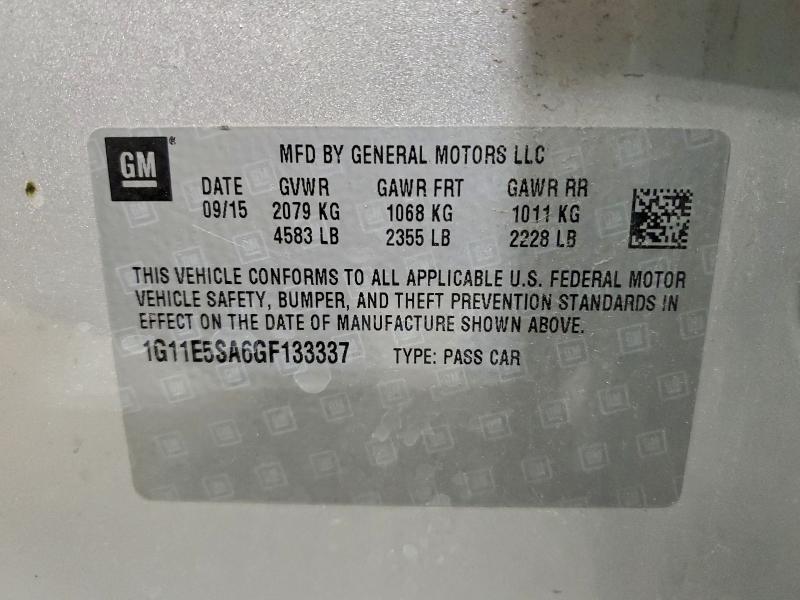 GM®
MFD BY GENERAL MOTORS LLC
DATE GVWR GAWR FRT GAWR RR
09/15 2079 KG 1068 KG 1011 KG
4583 LB 2355 LB 2228 LB
THIS VEHICLE CONFORMS TO ALL APPLICABLE U.S. FEDERAL MOTOR
VEHICLE SAFETY, BUMPER, AND THEFT PREVENTION STANDARDS IN
EFFECT ON THE DATE OF MANUFACTURE SHOWN ABOVE.
1G11E5SA6GF133337 TYPE: PASS CAR